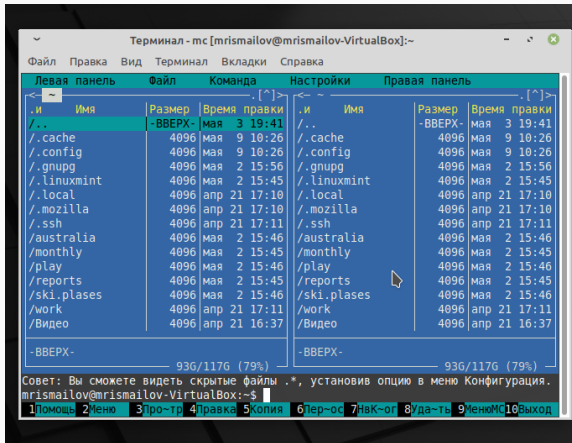 Терминал - mc [mrismailov@mrismailov-VirtualBox]:~
Файл Правка Вид Терминал Вкладки Справка
Левая панель Файл Команда Настройки Правая панель
<- ~ .[^]> <- ~ .[^]>
.и Имя Размер Время правки .и Имя Размер Время правки
/.. -ВВЕРХ- мая 3 19:41 /.. -ВВЕРХ- мая 3 19:41
/.cache 4096 мая 9 10:26 /.cache 4096 мая 9 10:26
/.config 4096 мая 9 10:26 /.config 4096 мая 9 10:26
/.gnupg 4096 мая 2 15:56 /.gnupg 4096 мая 2 15:56
/.linuxmint 4096 мая 2 15:45 /.linuxmint 4096 мая 2 15:45
/.local 4096 апр 21 17:10 /.local 4096 апр 21 17:10
/.mozilla 4096 апр 21 17:10 /.mozilla 4096 апр 21 17:10
/.ssh 4096 апр 21 17:11 /.ssh 4096 апр 21 17:11
/australia 4096 мая 2 15:46 /australia 4096 мая 2 15:46
/monthly 4096 мая 2 15:45 /monthly 4096 мая 2 15:45
/play 4096 мая 2 15:46 /play 4096 мая 2 15:46
/reports 4096 мая 2 15:45 /reports 4096 мая 2 15:45
/ski.plases 4096 мая 2 15:46 /ski.plases 4096 мая 2 15:46
/work 4096 апр 21 17:11 /work 4096 апр 21 17:11
/Видео 4096 апр 21 16:37 /Видео 4096 апр 21 16:37
-ВВЕРХ- -ВВЕРХ-
93G/117G (79%) 93G/117G (79%)
Совет: Вы сможете видеть скрытые файлы .*, установив опцию в меню Конфигурация.
mrismailov@mrismailov-VirtualBox:~$
1Помощь 2Меню 3Про~тр 4Правка 5Копия 6Пер~ос 7НвК~ог 8Уда~ть 9МенюMC 10Выход